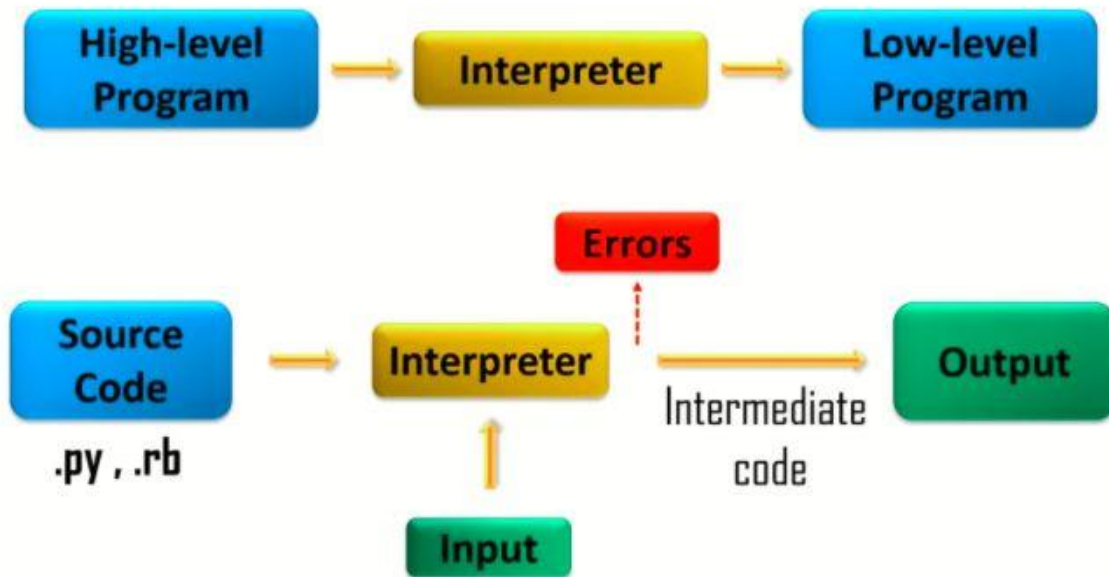 High-level
Program
Interpreter
Low-level
Program
Errors
Source
Code
Interpreter
Output
Intermediate
code
.py , .rb
Input